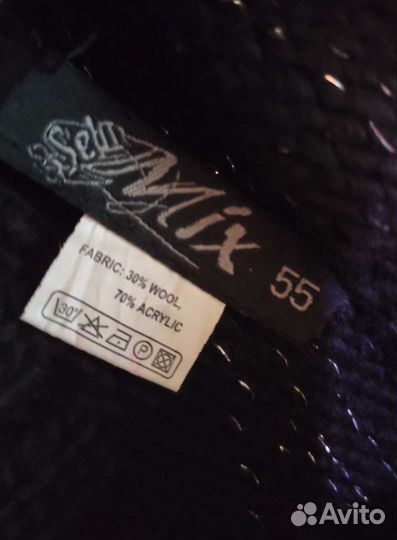 Mix 55
FABRIC: 30% WOOL,
70% ACRYLIC
30° P
Avito